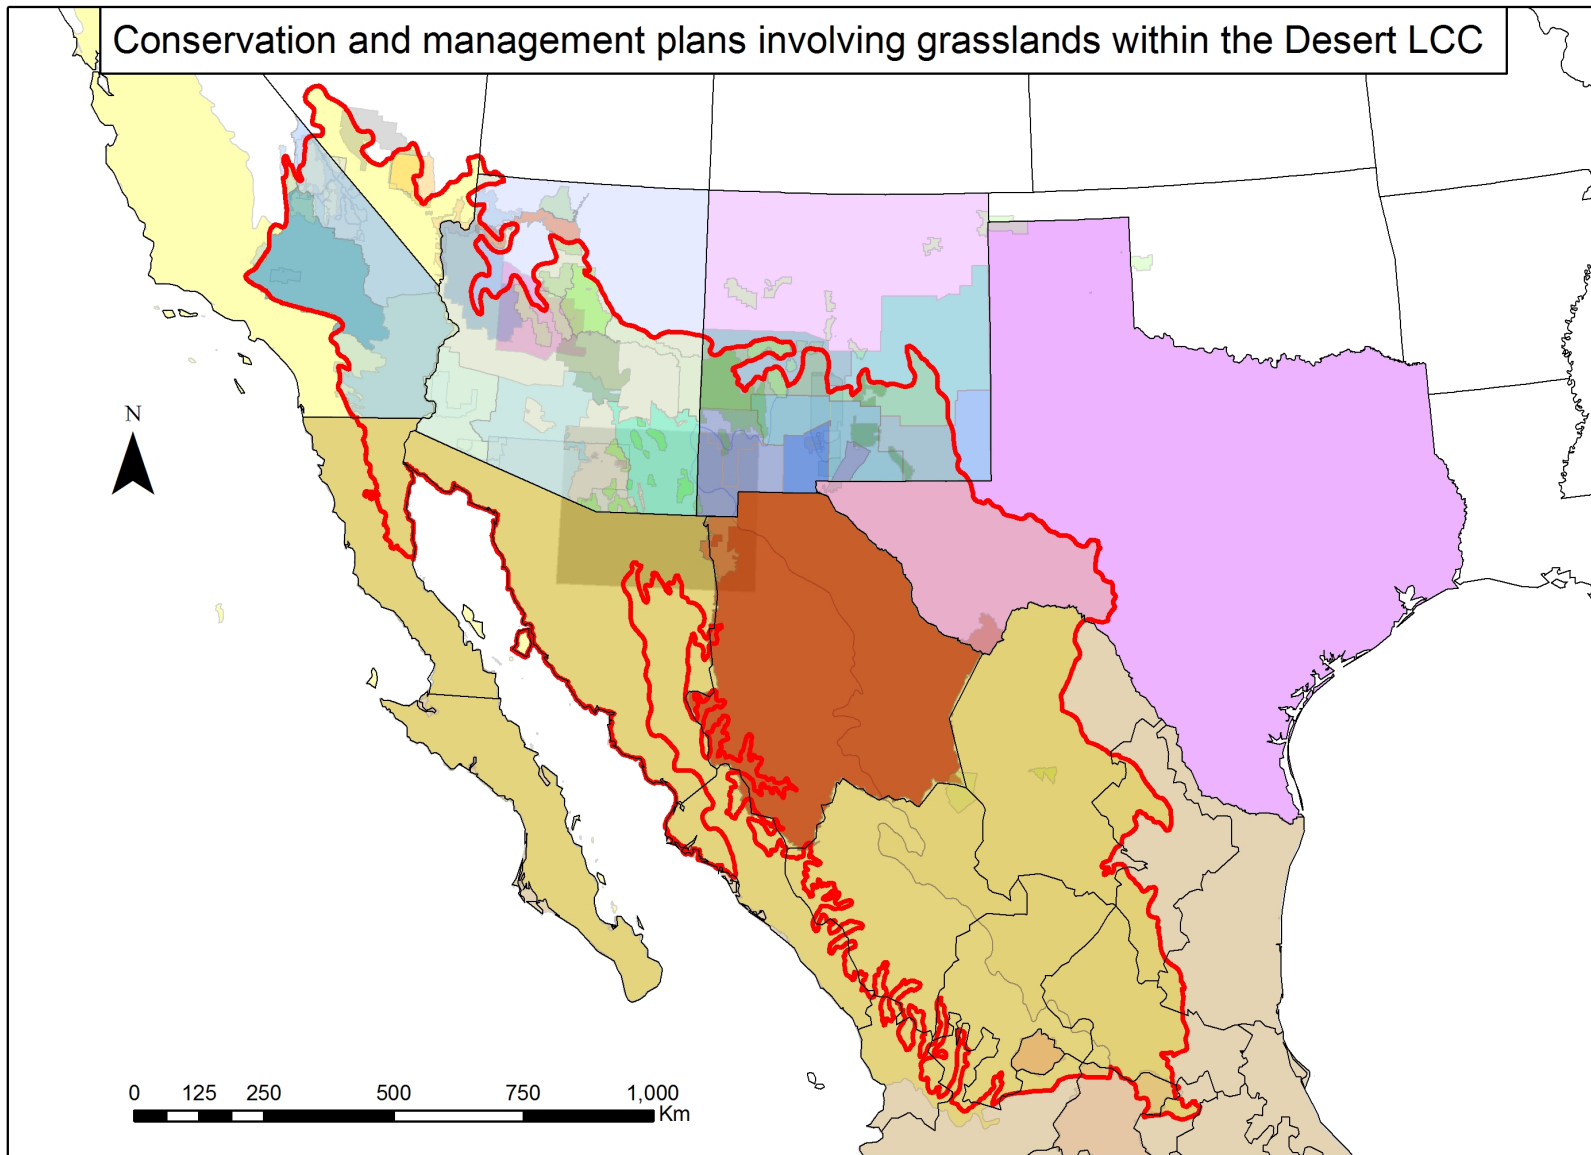 Conservation and management plans involving grasslands within the Desert LCC
N
0 125 250 500 750 1,000
Km